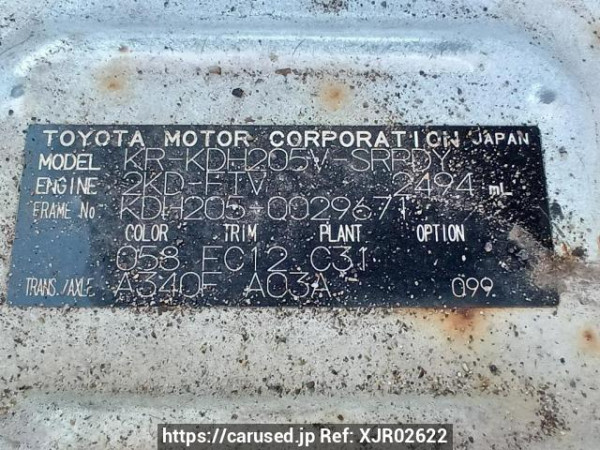 TOYOTA MOTOR CORPORATION JAPAN
MODEL KR-KDH205V-SRPDY
ENGINE 2KD-FTV 2494 mL
FRAME No KDH205-0029671
COLOR TRIM PLANT OPTION
058 FC12 C31
TRANS./AXLE A340F A03A 099
https://carused.jp Ref: XJR02622